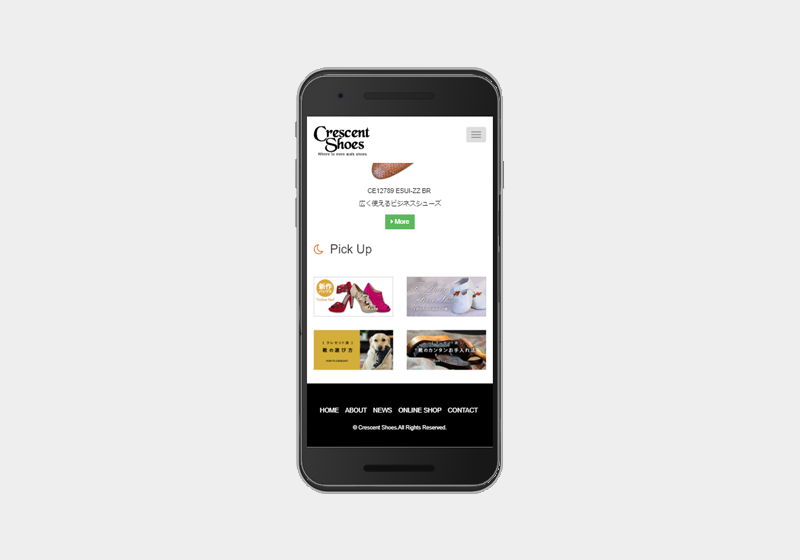 Crescent
Shoes
Where to even walk shoes
CE12789 ESUI-ZZ BR
広く使えるビジネスシューズ
More
Pick Up
新作
靴の選び方
靴のカンタンお手入れ法
HOME ABOUT NEWS ONLINE SHOP CONTACT
© Crescent Shoes.All Rights Reserved.